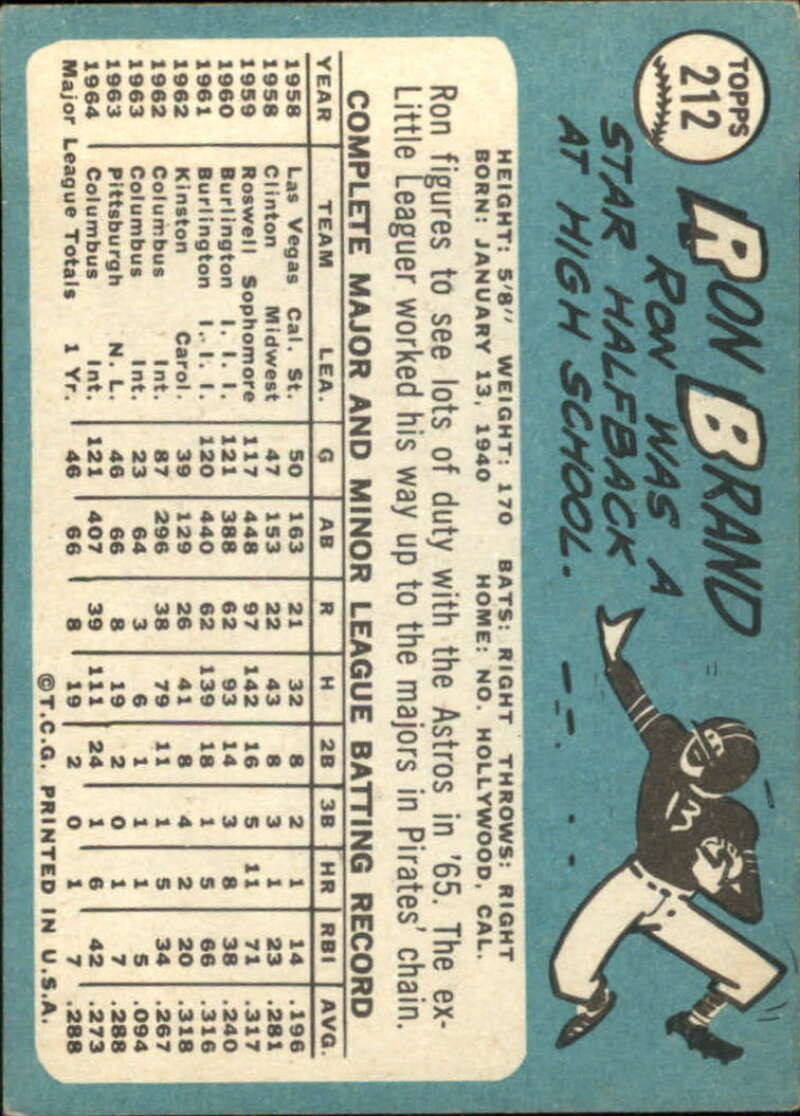 TOPPS
212
RON BRAND
RON WAS A
STAR HALFBACK
AT HIGH SCHOOL.
3
HEIGHT: 5'8" WEIGHT: 170 BATS: RIGHT THROWS: RIGHT
BORN: JANUARY 13, 1940 HOME: NO. HOLLYWOOD, CAL.
Ron figures to see lots of duty with the Astros in '65. The ex-
Little Leaguer worked his way up to the majors in Pirates' chain.
COMPLETE MAJOR AND MINOR LEAGUE BATTING RECORD
YEAR TEAM LEA. G AB R H 2B 3B HR RBI AVG.
1958 Las Vegas Cal. St. 50 163 21 32 8 2 1 14 .196
1958 Clinton Midwest 47 153 22 43 8 3 1 23 .281
1959 Roswell Sophomore 117 448 97 142 16 5 11 71 .317
1960 Burlington I. I. I. 121 388 62 93 14 3 8 38 .240
1961 Burlington I. I. I. 120 440 62 139 18 1 5 66 .316
1962 Kinston Carol. 39 129 26 41 8 4 2 20 .318
1962 Columbus Int. 87 296 38 79 11 1 5 34 .267
1963 Columbus Int. 23 64 3 6 1 1 1 5 .094
1963 Pittsburgh N. L. 46 66 8 19 2 0 1 7 .288
1964 Columbus Int. 121 407 39 111 24 1 6 42 .273
Major League Totals 1 Yr. 46 66 8 19 2 0 1 7 .288
©T.C.G. PRINTED IN U.S.A.